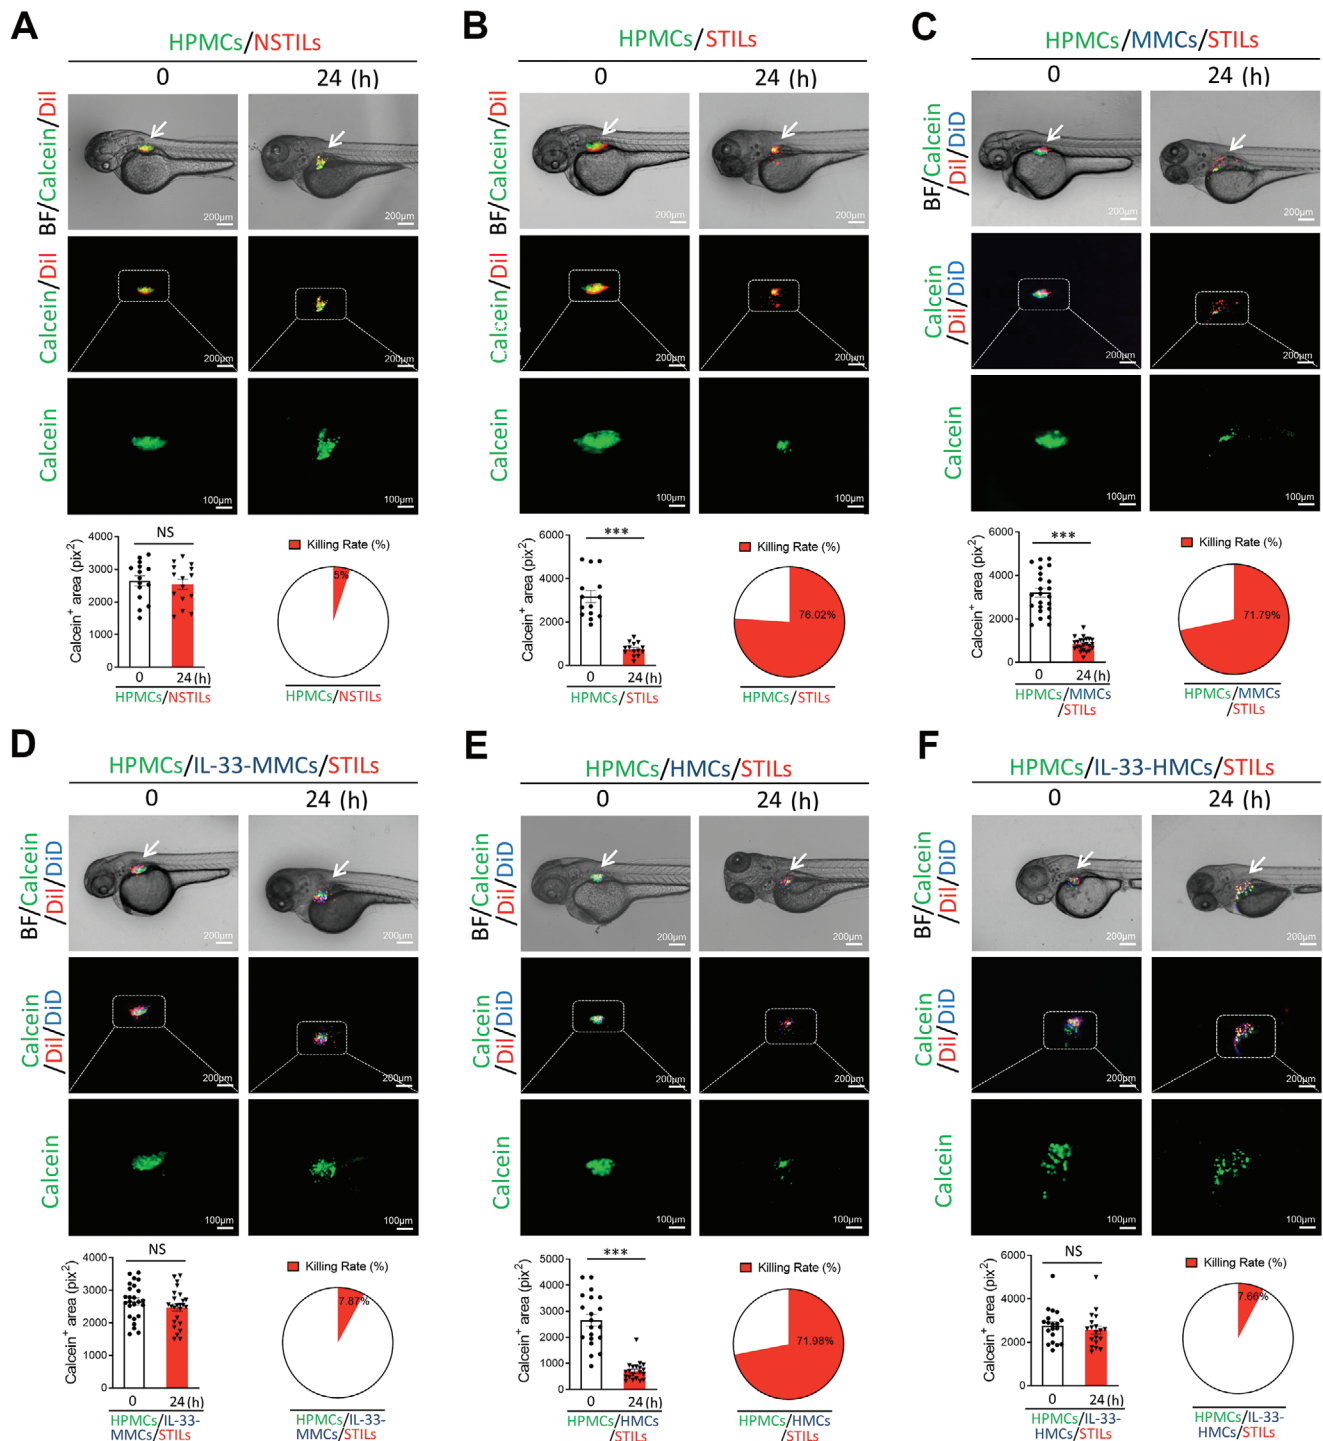 A
HPMCs/NSTILs
0
24 (h)
BF/Calcein/Dil
200μm
200μm
Calcein/Dil
200μm
200μm
Calcein
100μm
100μm
Calcein⁺ area (pix²)
4000
3000
2000
1000
0
NS
0
24(h)
HPMCs/NSTILs
Killing Rate (%)
5%
HPMCs/NSTILs
B
HPMCs/STILs
0
24 (h)
BF/Calcein/Dil
200μm
200μm
Calcein/Dil
200μm
200μm
Calcein
100μm
100μm
Calcein⁺ area (pix²)
6000
4000
2000
0
***
0
24(h)
HPMCs/STILs
Killing Rate (%)
76.02%
HPMCs/STILs
C
HPMCs/MMCs/STILs
0
24 (h)
BF/Calcein
/Dil/DiD
200μm
200μm
Calcein
/Dil/DiD
200μm
200μm
Calcein
100μm
100μm
Calcein⁺ area (pix²)
6000
4000
2000
0
***
0
24(h)
HPMCs/MMCs
/STILs
Killing Rate (%)
71.79%
HPMCs/MMCs
/STILs
D
HPMCs/IL-33-MMCs/STILs
0
24 (h)
BF/Calcein
/Dil/DiD
200μm
200μm
Calcein
/Dil/DiD
200μm
200μm
Calcein
100μm
100μm
Calcein⁺ area (pix²)
4000
3000
2000
1000
0
NS
0
24(h)
HPMCs/IL-33-
MMCs/STILs
Killing Rate (%)
7.87%
HPMCs/IL-33-
MMCs/STILs
E
HPMCs/HMCs/STILs
0
24 (h)
BF/Calcein
/Dil/DiD
200μm
200μm
Calcein
/Dil/DiD
200μm
200μm
Calcein
100μm
100μm
Calcein⁺ area (pix²)
5000
4000
3000
2000
1000
0
***
0
24(h)
HPMCs/HMCs
/STILs
Killing Rate (%)
71.98%
HPMCs/HMCs
/STILs
F
HPMCs/IL-33-HMCs/STILs
0
24 (h)
BF/Calcein
/Dil/DiD
200μm
200μm
Calcein
/Dil/DiD
200μm
200μm
Calcein
100μm
100μm
Calcein⁺ area (pix²)
6000
4000
2000
0
NS
0
24(h)
HPMCs/IL-33-
HMCs/STILs
Killing Rate (%)
7.66%
HPMCs/IL-33-
HMCs/STILs